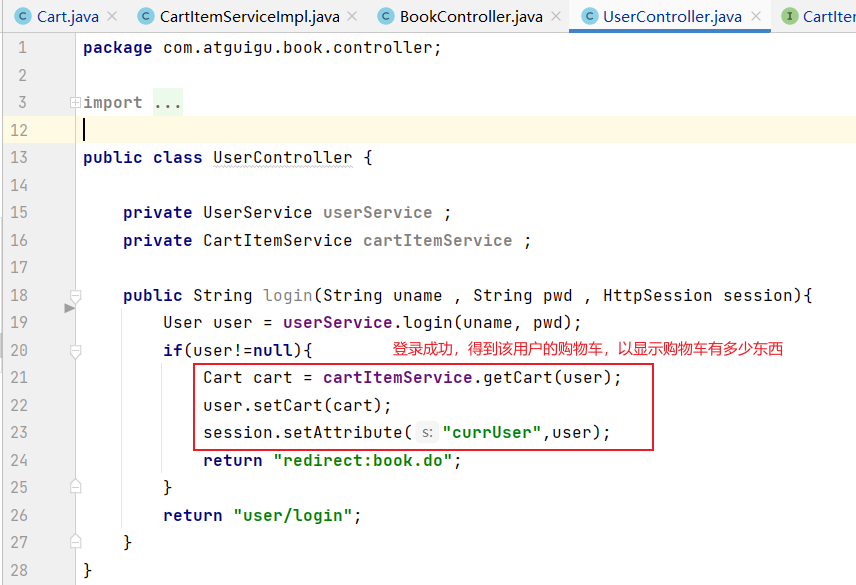 Cart.java CartItemServiceImpl.java BookController.java UserController.java CartIter
1 package com.atguigu.book.controller;
2
3 import ...
12
13 public class UserController {
14
15 private UserService userService ;
16 private CartItemService cartItemService ;
17
18 public String login(String uname , String pwd , HttpSession session){
19 User user = userService.login(uname, pwd);
20 if(user!=null){ 登录成功，得到该用户的购物车，以显示购物车有多少东西
21 Cart cart = cartItemService.getCart(user);
22 user.setCart(cart);
23 session.setAttribute( s: "currUser",user);
24 return "redirect:book.do";
25 }
26 return "user/login";
27 }
28 }